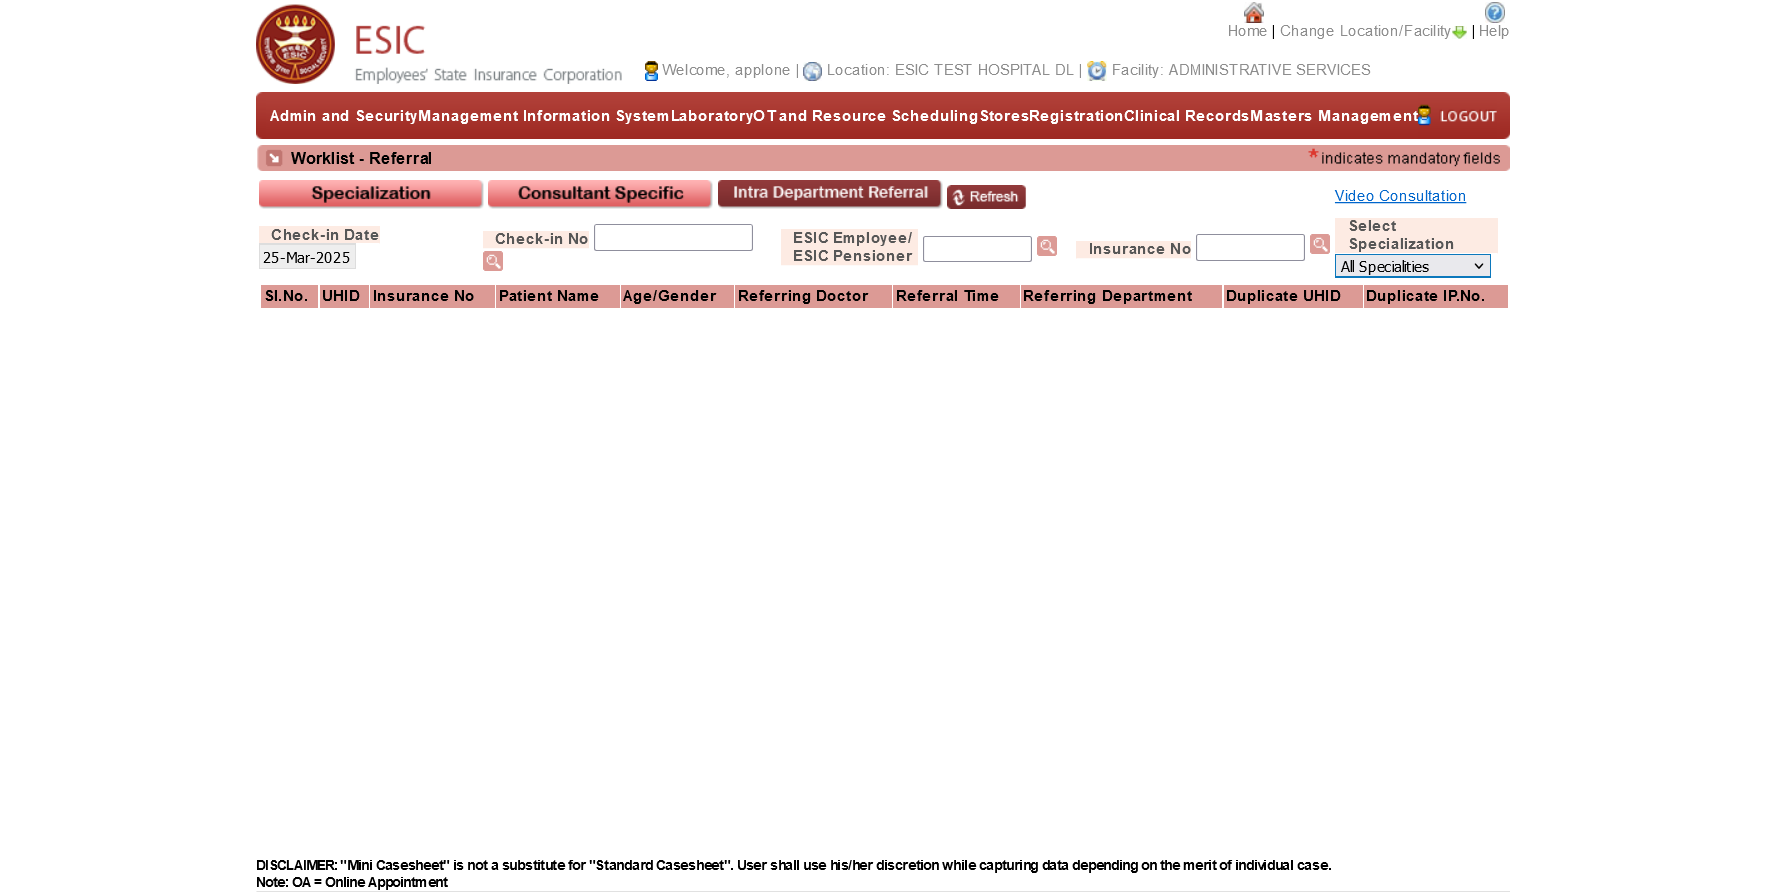 ESIC
Employees' State Insurance Corporation
Home | Change Location/Facility | Help
Welcome, applone | Location: ESIC TEST HOSPITAL DL | Facility: ADMINISTRATIVE SERVICES
Admin and Security Management Information System Laboratory OT and Resource Scheduling Stores Registration Clinical Records Masters Management LOGOUT
Worklist - Referral
* indicates mandatory fields
Specialization Consultant Specific Intra Department Referral Refresh Video Consultation
Check-in Date
25-Mar-2025
Check-in No
ESIC Employee/
ESIC Pensioner
Insurance No
Select
Specialization
All Specialities
Sl.No. UHID Insurance No Patient Name Age/Gender Referring Doctor Referral Time Referring Department Duplicate UHID Duplicate IP.No.
DISCLAIMER: "Mini Casesheet" is not a substitute for "Standard Casesheet". User shall use his/her discretion while capturing data depending on the merit of individual case.
Note: OA = Online Appointment